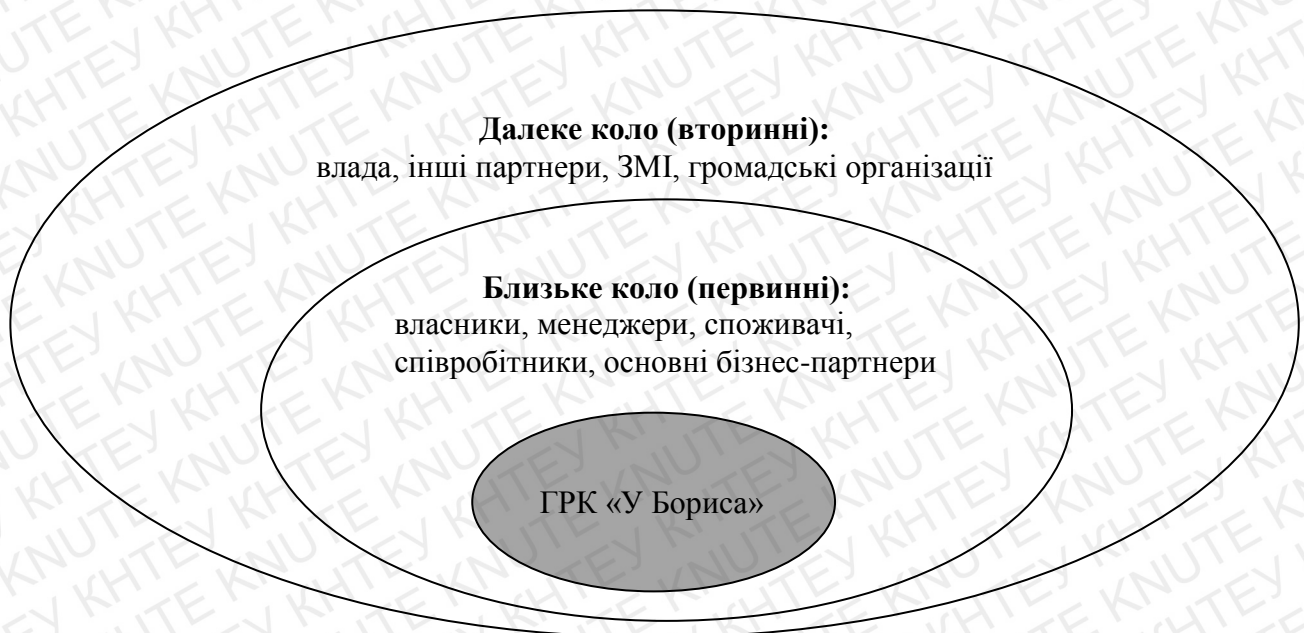 Далеке коло (вторинні):
влада, інші партнери, ЗМІ, громадські організації
Близьке коло (первинні):
власники, менеджери, споживачі,
співробітники, основні бізнес-партнери
ГРК «У Бориса»